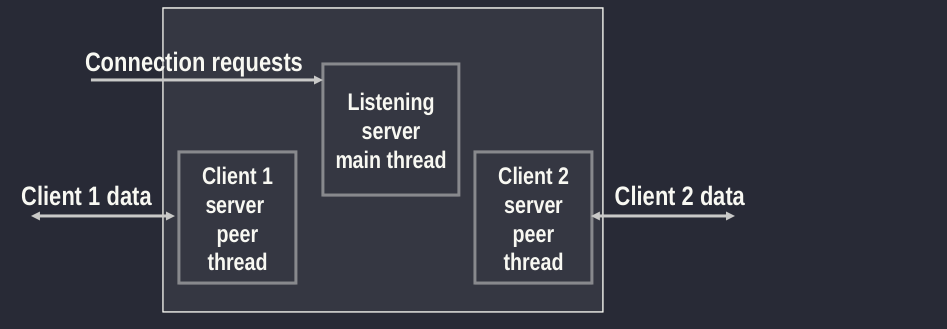 Connection requests
Listening
server
main thread
Client 1 data
Client 1
server
peer
thread
Client 2
server
peer
thread
Client 2 data